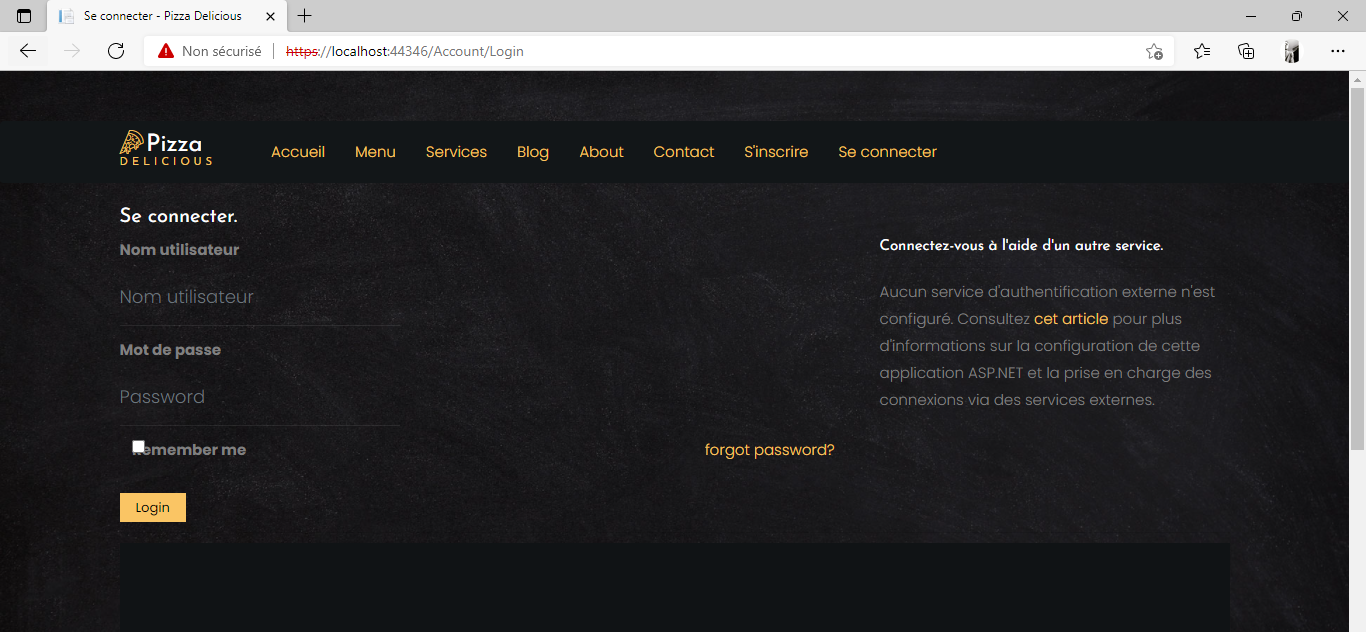 Se connecter - Pizza Delicious
Non sécurisé
https://localhost:44346/Account/Login
Pizza
DELICIOUS
Accueil Menu Services Blog About Contact S'inscrire Se connecter
Se connecter.
Nom utilisateur
Nom utilisateur
Mot de passe
Password
Remember me
forgot password?
Login
Connectez-vous à l'aide d'un autre service.
Aucun service d'authentification externe n'est
configuré. Consultez cet article pour plus
d'informations sur la configuration de cette
application ASP.NET et la prise en charge des
connexions via des services externes.